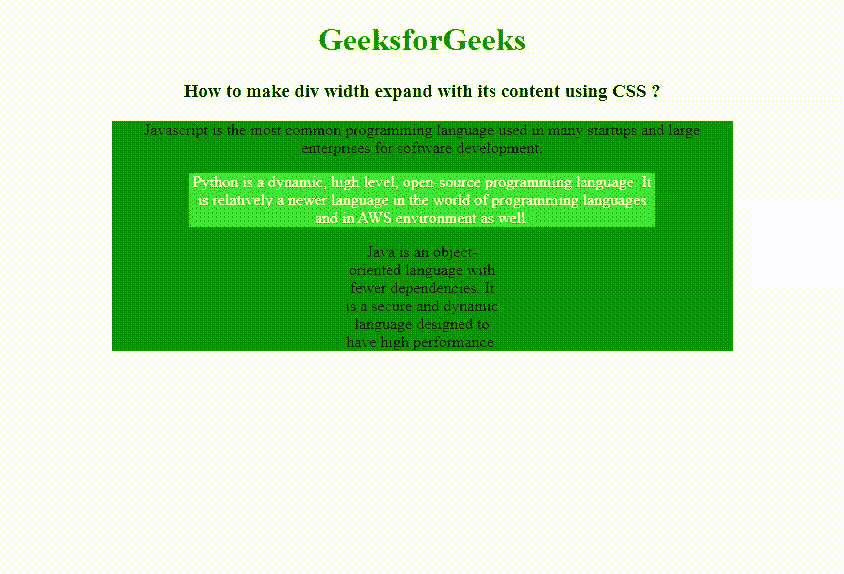 GeeksforGeeks
How to make div width expand with its content using CSS ?
Javascript is the most common programming language used in many startups and large
enterprises for software development.
Python is a dynamic, high level, open-source programming language. It
is relatively a newer language in the world of programming languages
and in AWS environment as well.
Java is an object-
oriented language with
fewer dependencies. It
is a secure and dynamic
language designed to
have high performance.